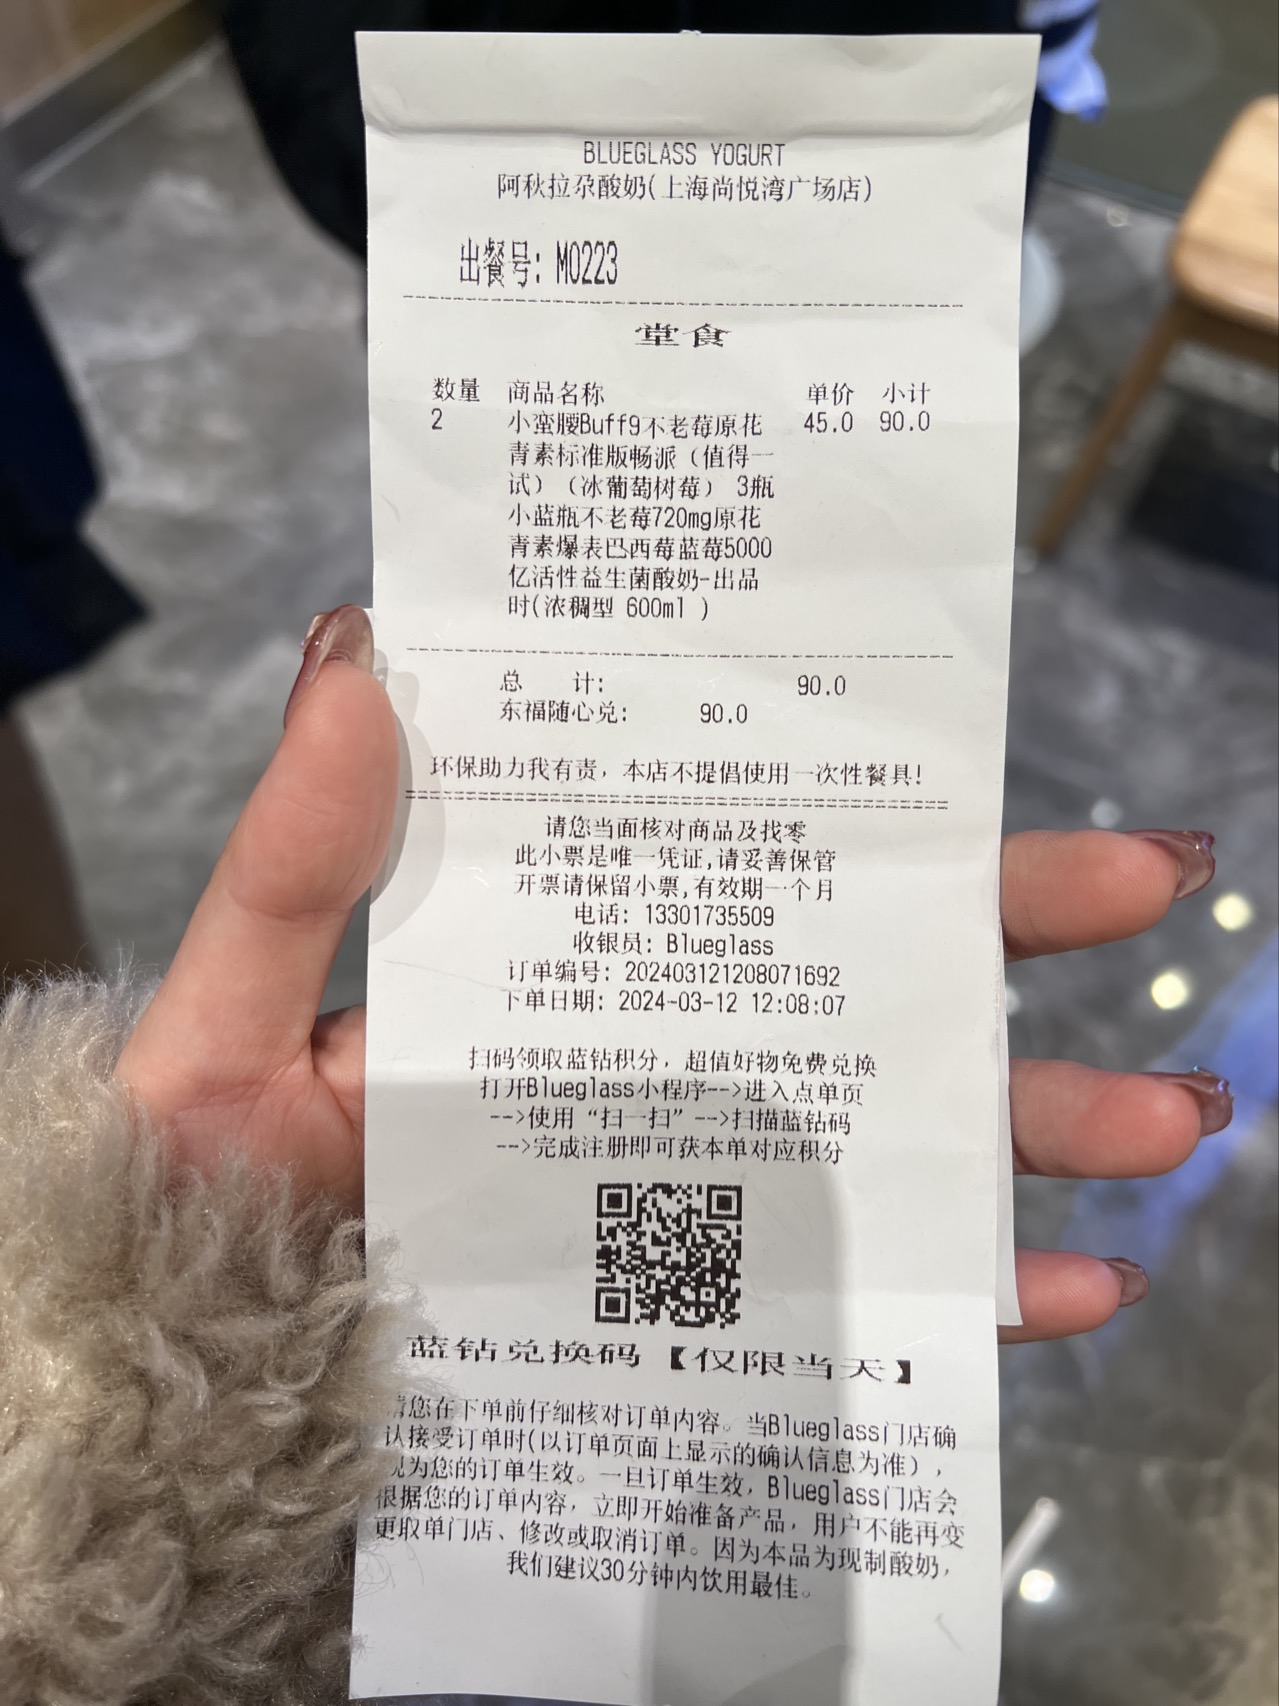 BLUEGLASS YOGURT
阿秋拉尕酸奶(上海尚悦湾广场店)
出餐号: M0223
堂食
数量 商品名称 单价 小计
2 小蛮腰Buff9不老莓原花 45.0 90.0
青素标准版畅派（值得一
试）（冰葡萄树莓） 3瓶
小蓝瓶不老莓720mg原花
青素爆表巴西莓蓝莓5000
亿活性益生菌酸奶-出品
时(浓稠型 600ml )
总 计: 90.0
东福随心兑: 90.0
环保助力我有责，本店不提倡使用一次性餐具!
请您当面核对商品及找零
此小票是唯一凭证,请妥善保管
开票请保留小票,有效期一个月
电话: 13301735509
收银员: Blueglass
订单编号: 202403121208071692
下单日期: 2024-03-12 12:08:07
扫码领取蓝钻积分，超值好物免费兑换
打开Blueglass小程序-->进入点单页
-->使用“扫一扫”-->扫描蓝钻码
-->完成注册即可获本单对应积分
蓝钻兑换码【仅限当天】
请您在下单前仔细核对订单内容。当Blueglass门店确
认接受订单时(以订单页面上显示的确认信息为准)，
视为您的订单生效。一旦订单生效，Blueglass门店会
根据您的订单内容，立即开始准备产品，用户不能再变
更取单门店、修改或取消订单。因为本品为现制酸奶，
我们建议30分钟内饮用最佳。